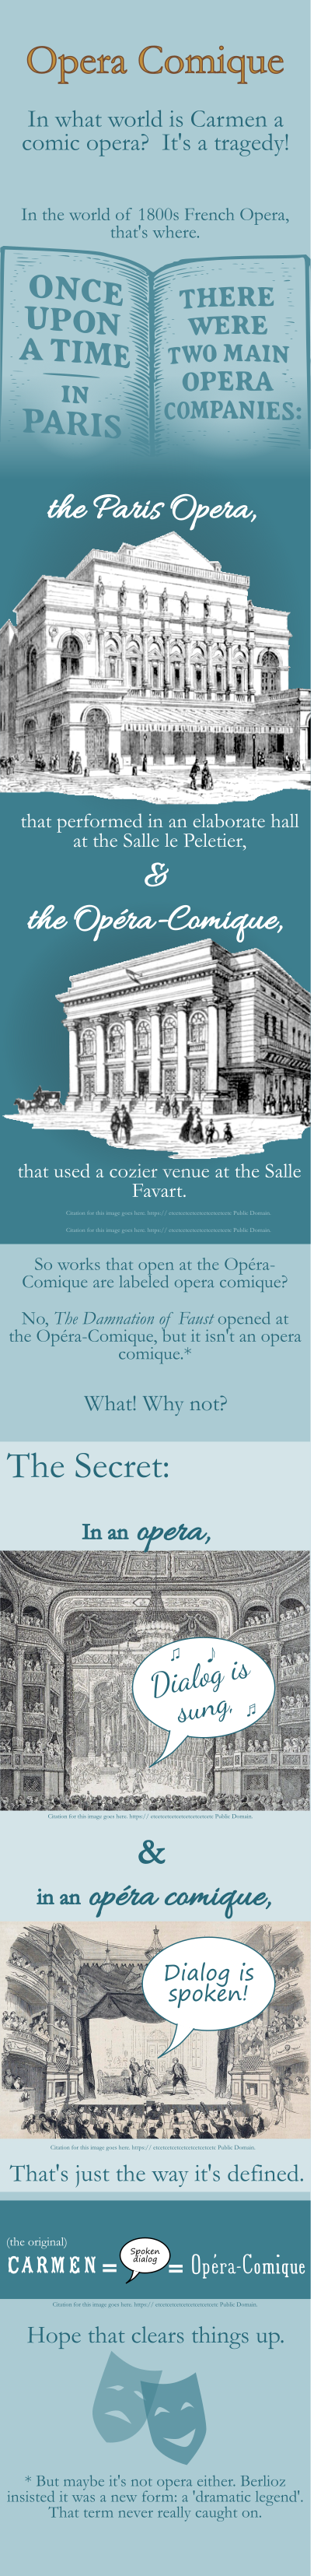 Opera Comique
In what world is Carmen a
comic opera? It's a tragedy!
In the world of 1800s French Opera,
that's where.
ONCE
UPON
A TIME
IN
PARIS
THERE
WERE
TWO MAIN
OPERA
COMPANIES:
the Paris Opera,
that performed in an elaborate hall
at the Salle le Peletier,
&
the Opéra-Comique,
that used a cozier venue at the Salle
Favart.
Citation for this image goes here. https:// Public Domain.
Citation for this image goes here. https:// Public Domain.
So works that open at the Opéra-
Comique are labeled opera comique?
No, The Damnation of Faust opened at
the Opéra-Comique, but it isn't an opera
comique.*
What! Why not?
The Secret:
In an opera,
Dialog is
sung,
Citation for this image goes here. https:// Public Domain.
&
in an opéra comique,
Dialog is
spoken!
Citation for this image goes here. https:// Public Domain.
That's just the way it's defined.
(the original)
CARMEN = Spoken
dialog = Opéra-Comique
Citation for this image goes here. https:// Public Domain.
Hope that clears things up.
* But maybe it's not opera either. Berlioz
insisted it was a new form: a 'dramatic legend'.
That term never really caught on.